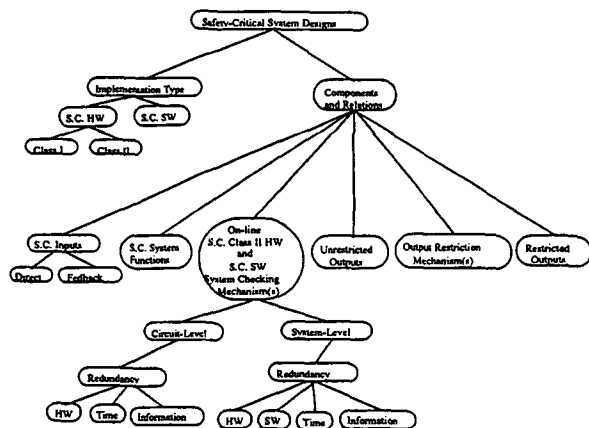 Safety-Critical System Designs
Implementation Type
Components
and Relations
S.C. HW
S.C. SW
Class I
Class II
S.C. Inputs
S.C. System
Functions
On-line
S.C. Class II HW
and
S.C. SW
System Checking
Mechanism(s)
Unrestricted
Outputs
Output Restriction
Mechanism(s)
Restricted
Outputs
Direct
Fedback
Circuit-Level
System-Level
Redundancy
Redundancy
HW
Time
Information
HW
SW
Time
Information